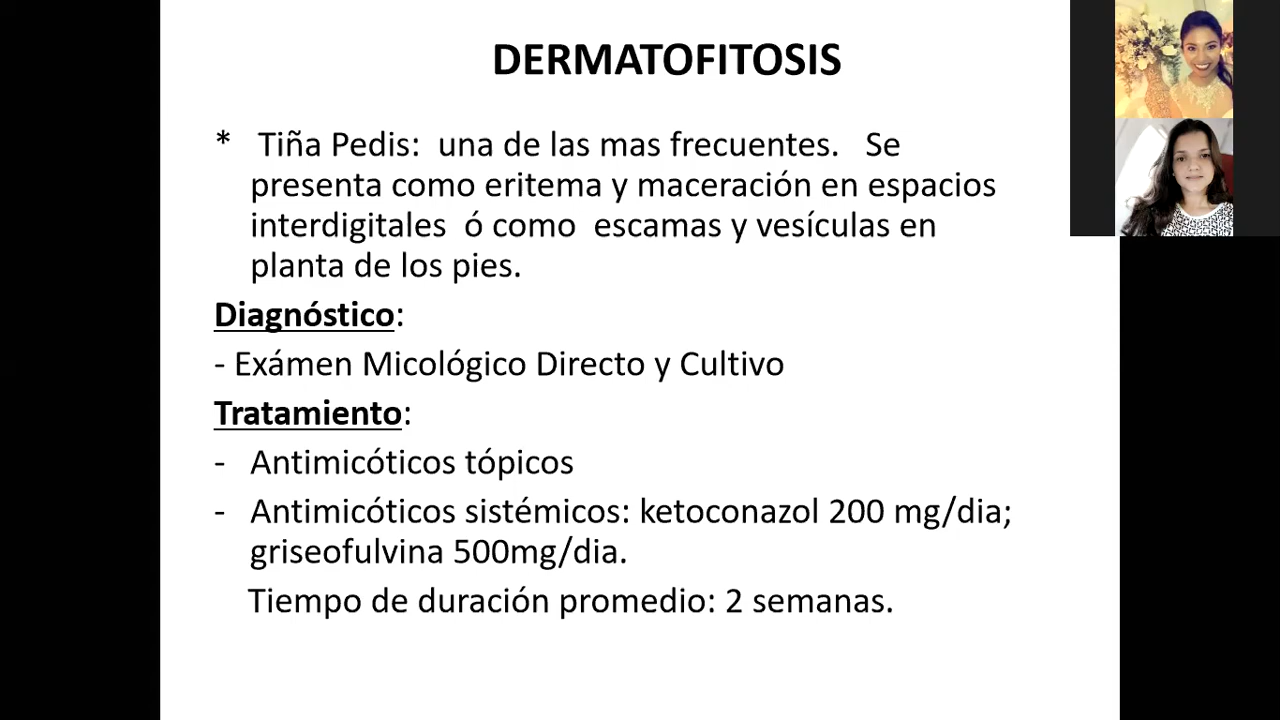 DERMATOFITOSIS
* Tiña Pedis: una de las mas frecuentes. Se
presenta como eritema y maceración en espacios
interdigitales ó como escamas y vesículas en
planta de los pies.
Diagnóstico:
- Exámen Micológico Directo y Cultivo
Tratamiento:
- Antimicóticos tópicos
- Antimicóticos sistémicos: ketoconazol 200 mg/dia;
griseofulvina 500mg/dia.
Tiempo de duración promedio: 2 semanas.